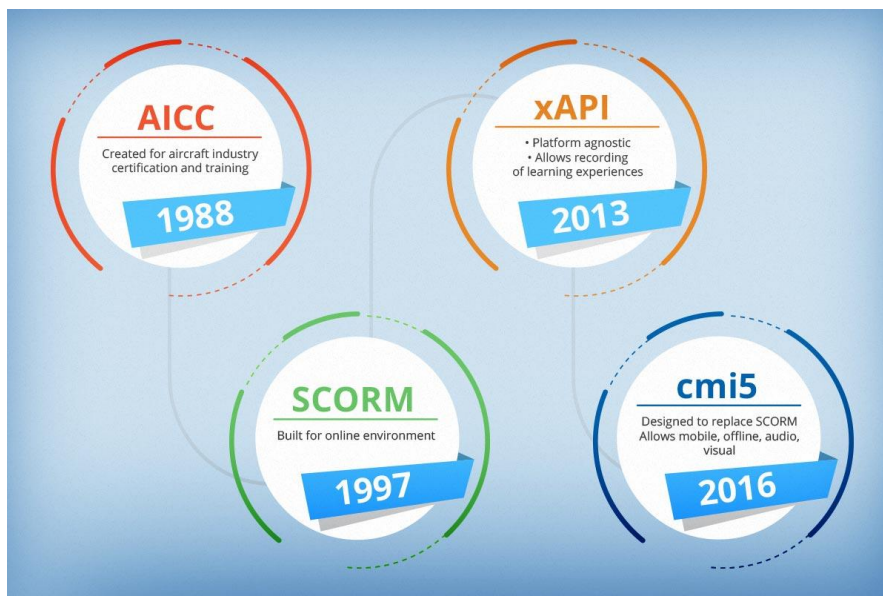 AICC
Created for aircraft industry
certification and training
1988
SCORM
Built for online environment
1997
xAPI
• Platform agnostic
• Allows recording
of learning experiences
2013
cmi5
Designed to replace SCORM
Allows mobile, offline, audio,
visual
2016